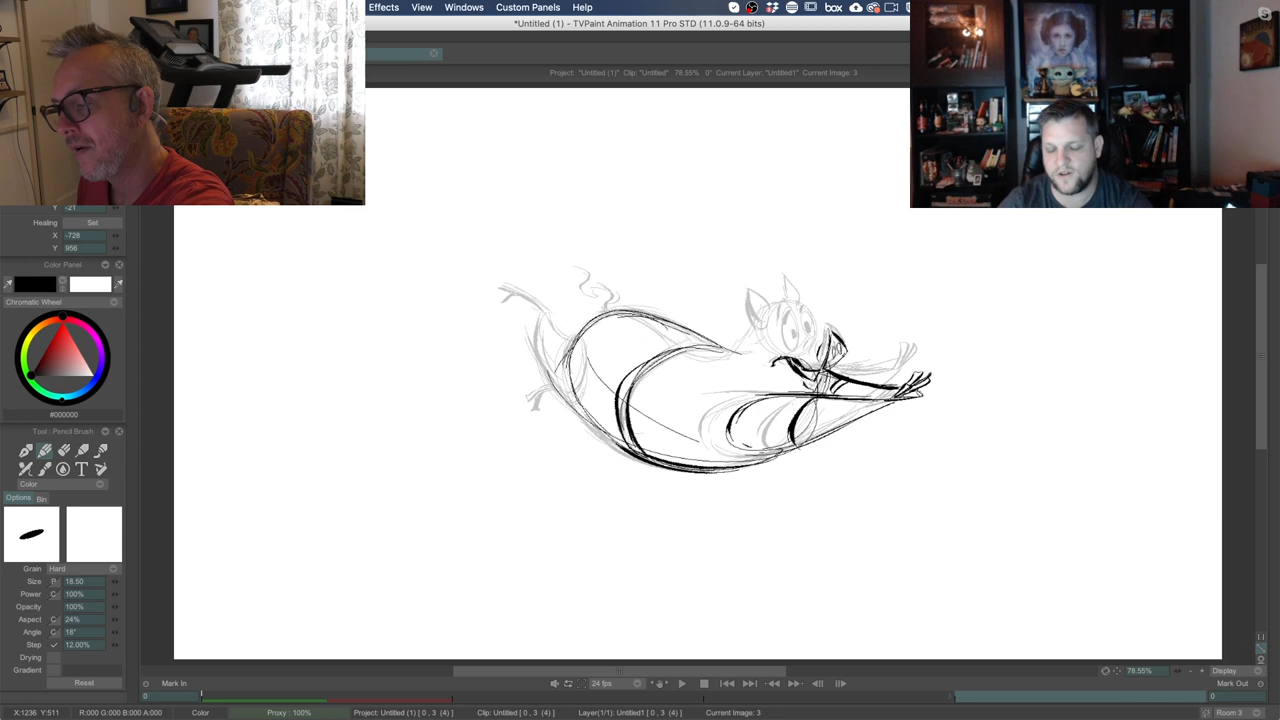 Effects View Windows Custom Panels Help box
*Untitled (1) - TVPaint Animation 11 Pro STD (11.0.9-64 bits)
Project: "Untitled (1)" Clip: "Untitled" 78.55% 0° Current Layer: "Untitled1" Current Image: 3
Y -21
Healing Set
X -728
Y 956
Color Panel
Chromatic Wheel
#000000
Tool : Pencil Brush
T
Color
Options Bin
Grain Hard
Size P 18.50
Power C 100%
Opacity 100%
Aspect C 24%
Angle C 18°
Step 12.00%
Drying
Gradient
Reset
78.55% Display
Mark In 24 fps Mark Out
0 0
X:1236 Y:511 R:000 G:000 B:000 A:000 Color Proxy : 100% Project: Untitled (1) [ 0 , 3 (4) ] Clip: Untitled [ 0 , 3 (4) ] Layer(1/1): Untitled1 [ 0 , 3 (4) ] Current Image: 3 Room 3